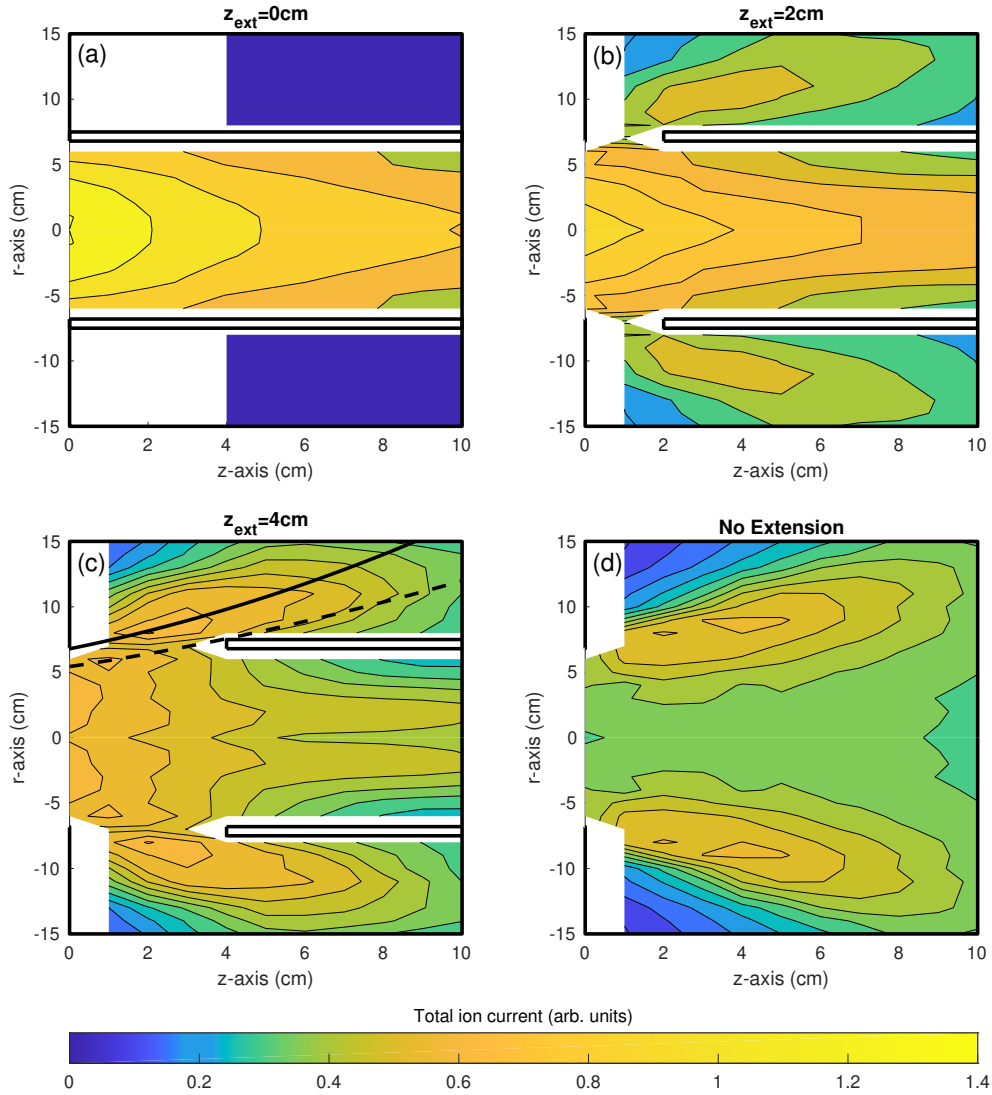 z_ext=0cm
(a)
15
10
5
0
-5
-10
-15
r-axis (cm)
0 2 4 6 8 10
z-axis (cm)
z_ext=2cm
(b)
15
10
5
0
-5
-10
-15
r-axis (cm)
0 2 4 6 8 10
z-axis (cm)
z_ext=4cm
(c)
15
10
5
0
-5
-10
-15
r-axis (cm)
0 2 4 6 8 10
z-axis (cm)
No Extension
(d)
15
10
5
0
-5
-10
-15
r-axis (cm)
0 2 4 6 8 10
z-axis (cm)
Total ion current (arb. units)
0 0.2 0.4 0.6 0.8 1 1.2 1.4